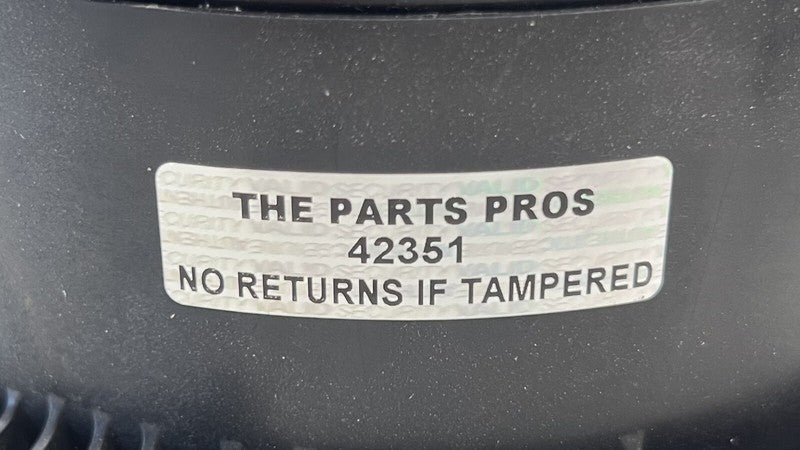 THE PARTS PROS
42351
NO RETURNS IF TAMPERED